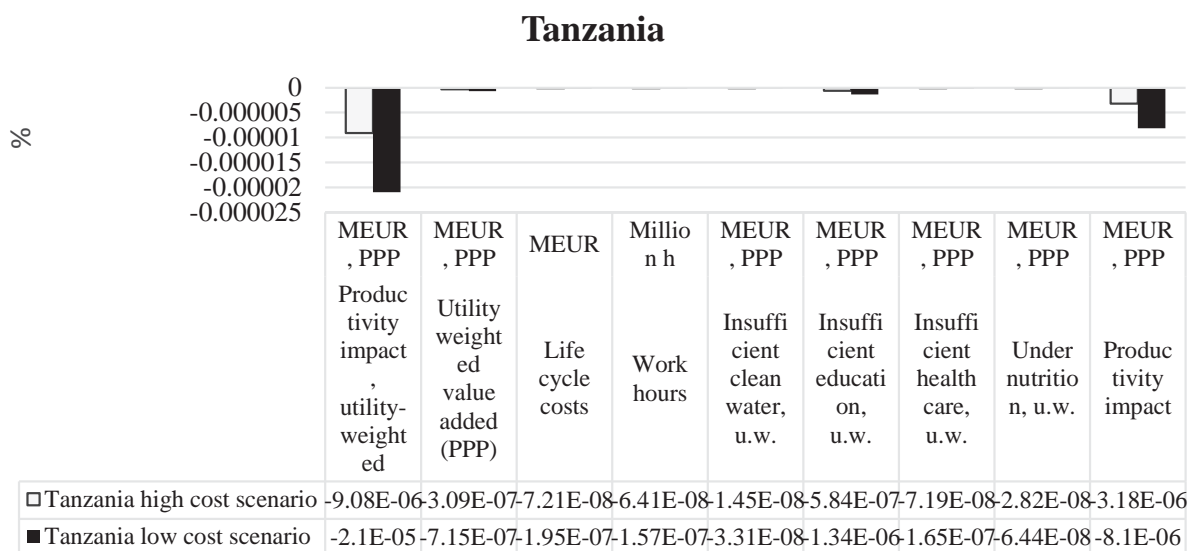 Tanzania
%
0
-0.000005
-0.00001
-0.000015
-0.00002
-0.000025
MEUR
, PPP
MEUR
, PPP
MEUR
Millio
n h
MEUR
, PPP
MEUR
, PPP
MEUR
, PPP
MEUR
, PPP
MEUR
, PPP
Produc
tivity
impact
,
utility-
weight
ed
Utility
weight
ed
value
added
(PPP)
Life
cycle
costs
Work
hours
Insuffi
cient
clean
water,
u.w.
Insuffi
cient
educati
on,
u.w.
Insuffi
cient
health
care,
u.w.
Under
nutritio
n, u.w.
Produc
tivity
impact
Tanzania high cost scenario -9.08E-06 -3.09E-07 -7.21E-08 -6.41E-08 -1.45E-08 -5.84E-07 -7.19E-08 -2.82E-08 -3.18E-06
Tanzania low cost scenario -2.1E-05 -7.15E-07 -1.95E-07 -1.57E-07 -3.31E-08 -1.34E-06 -1.65E-07 -6.44E-08 -8.1E-06